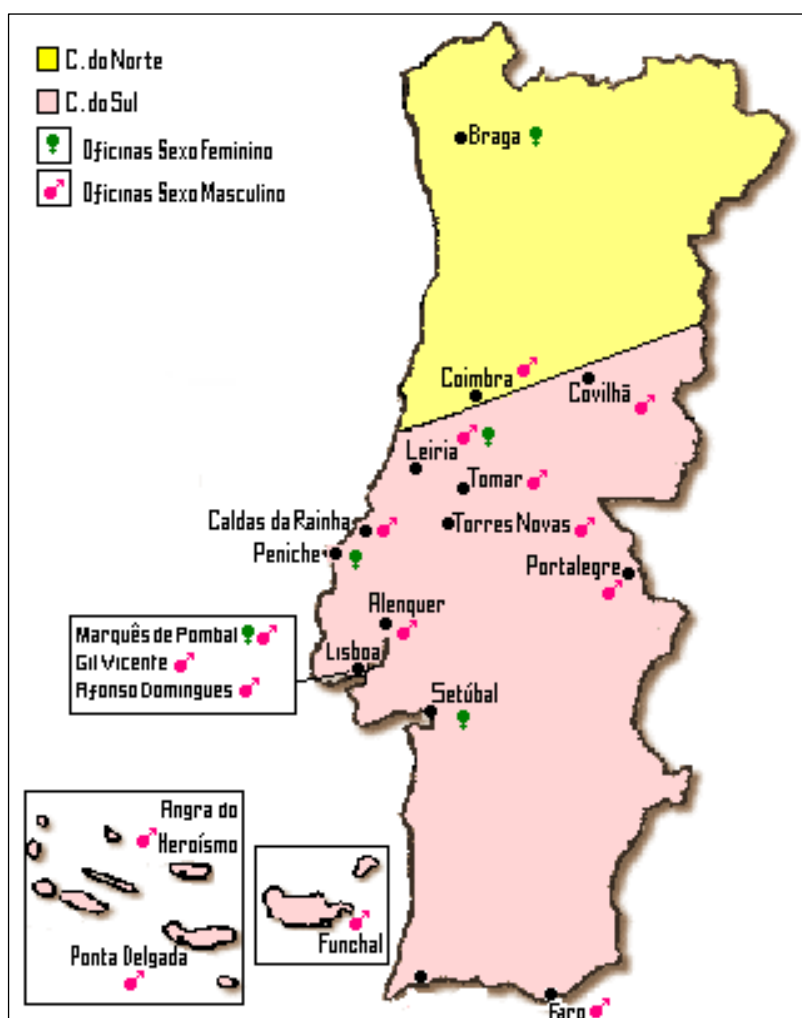 C. do Norte
C. do Sul
Oficinas Sexo Feminino
Oficinas Sexo Masculino
Braga
Coimbra
Covilhã
Leiria
Tomar
Caldas da Rainha
Torres Novas
Peniche
Portalegre
Alenquer
Marquês de Pombal
Gil Vicente
Afonso Domingues
Lisboa
Setúbal
Angra do
Heroísmo
Ponta Delgada
Funchal
Faro